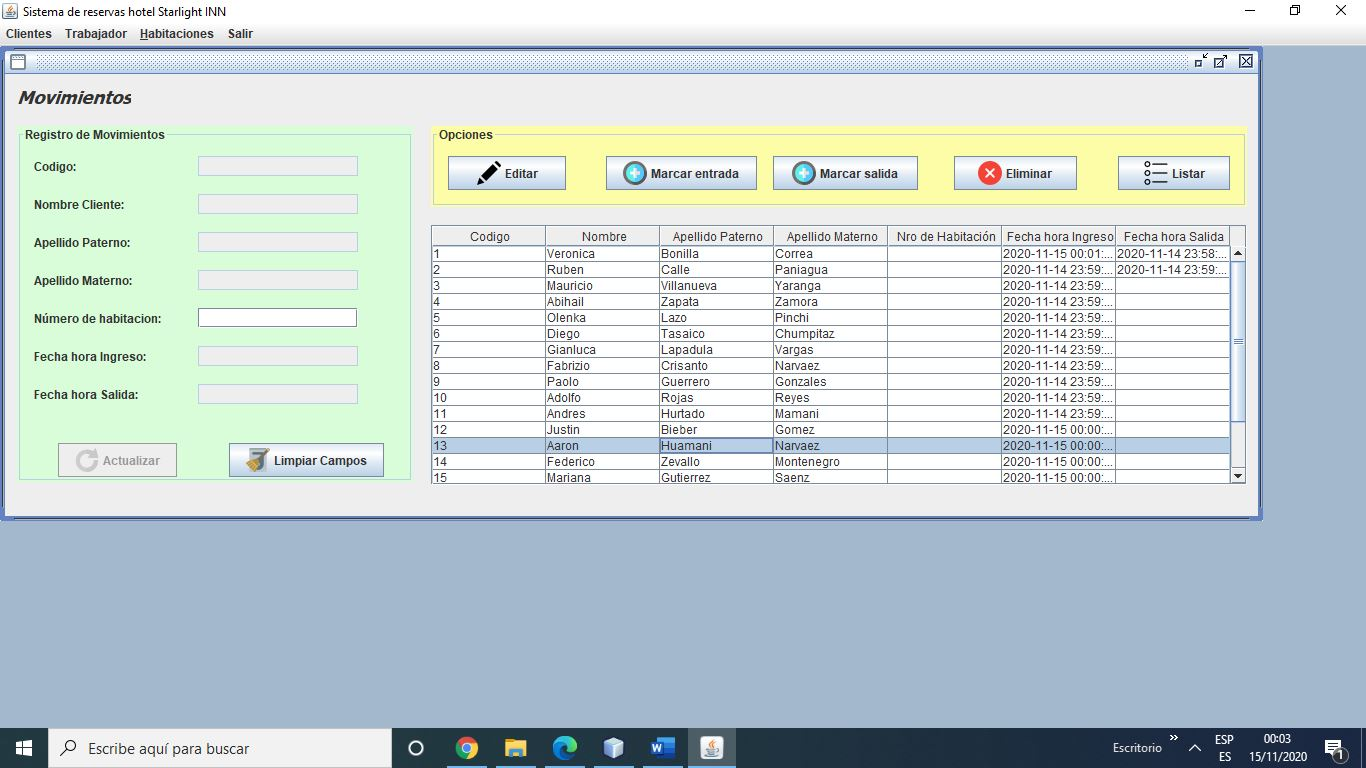 Sistema de reservas hotel Starlight INN
Clientes Trabajador Habitaciones Salir
Movimientos
Registro de Movimientos
Codigo:
Nombre Cliente:
Apellido Paterno:
Apellido Materno:
Número de habitacion:
Fecha hora Ingreso:
Fecha hora Salida:
Actualizar Limpiar Campos
Opciones
Editar Marcar entrada Marcar salida Eliminar Listar
Codigo Nombre Apellido Paterno Apellido Materno Nro de Habitación Fecha hora Ingreso Fecha hora Salida
1 Veronica Bonilla Correa 2020-11-15 00:01:... 2020-11-14 23:58:...
2 Ruben Calle Paniagua 2020-11-14 23:59:... 2020-11-14 23:59:...
3 Mauricio Villanueva Yaranga 2020-11-14 23:59:...
4 Abihail Zapata Zamora 2020-11-14 23:59:...
5 Olenka Lazo Pinchi 2020-11-14 23:59:...
6 Diego Tasaico Chumpitaz 2020-11-14 23:59:...
7 Gianluca Lapadula Vargas 2020-11-14 23:59:...
8 Fabrizio Crisanto Narvaez 2020-11-14 23:59:...
9 Paolo Guerrero Gonzales 2020-11-14 23:59:...
10 Adolfo Rojas Reyes 2020-11-14 23:59:...
11 Andres Hurtado Mamani 2020-11-14 23:59:...
12 Justin Bieber Gomez 2020-11-15 00:00:...
13 Aaron Huamani Narvaez 2020-11-15 00:00:...
14 Federico Zevallo Montenegro 2020-11-15 00:00:...
15 Mariana Gutierrez Saenz 2020-11-15 00:00:...
Escribe aquí para buscar
Escritorio
ESP
ES
00:03
15/11/2020
1